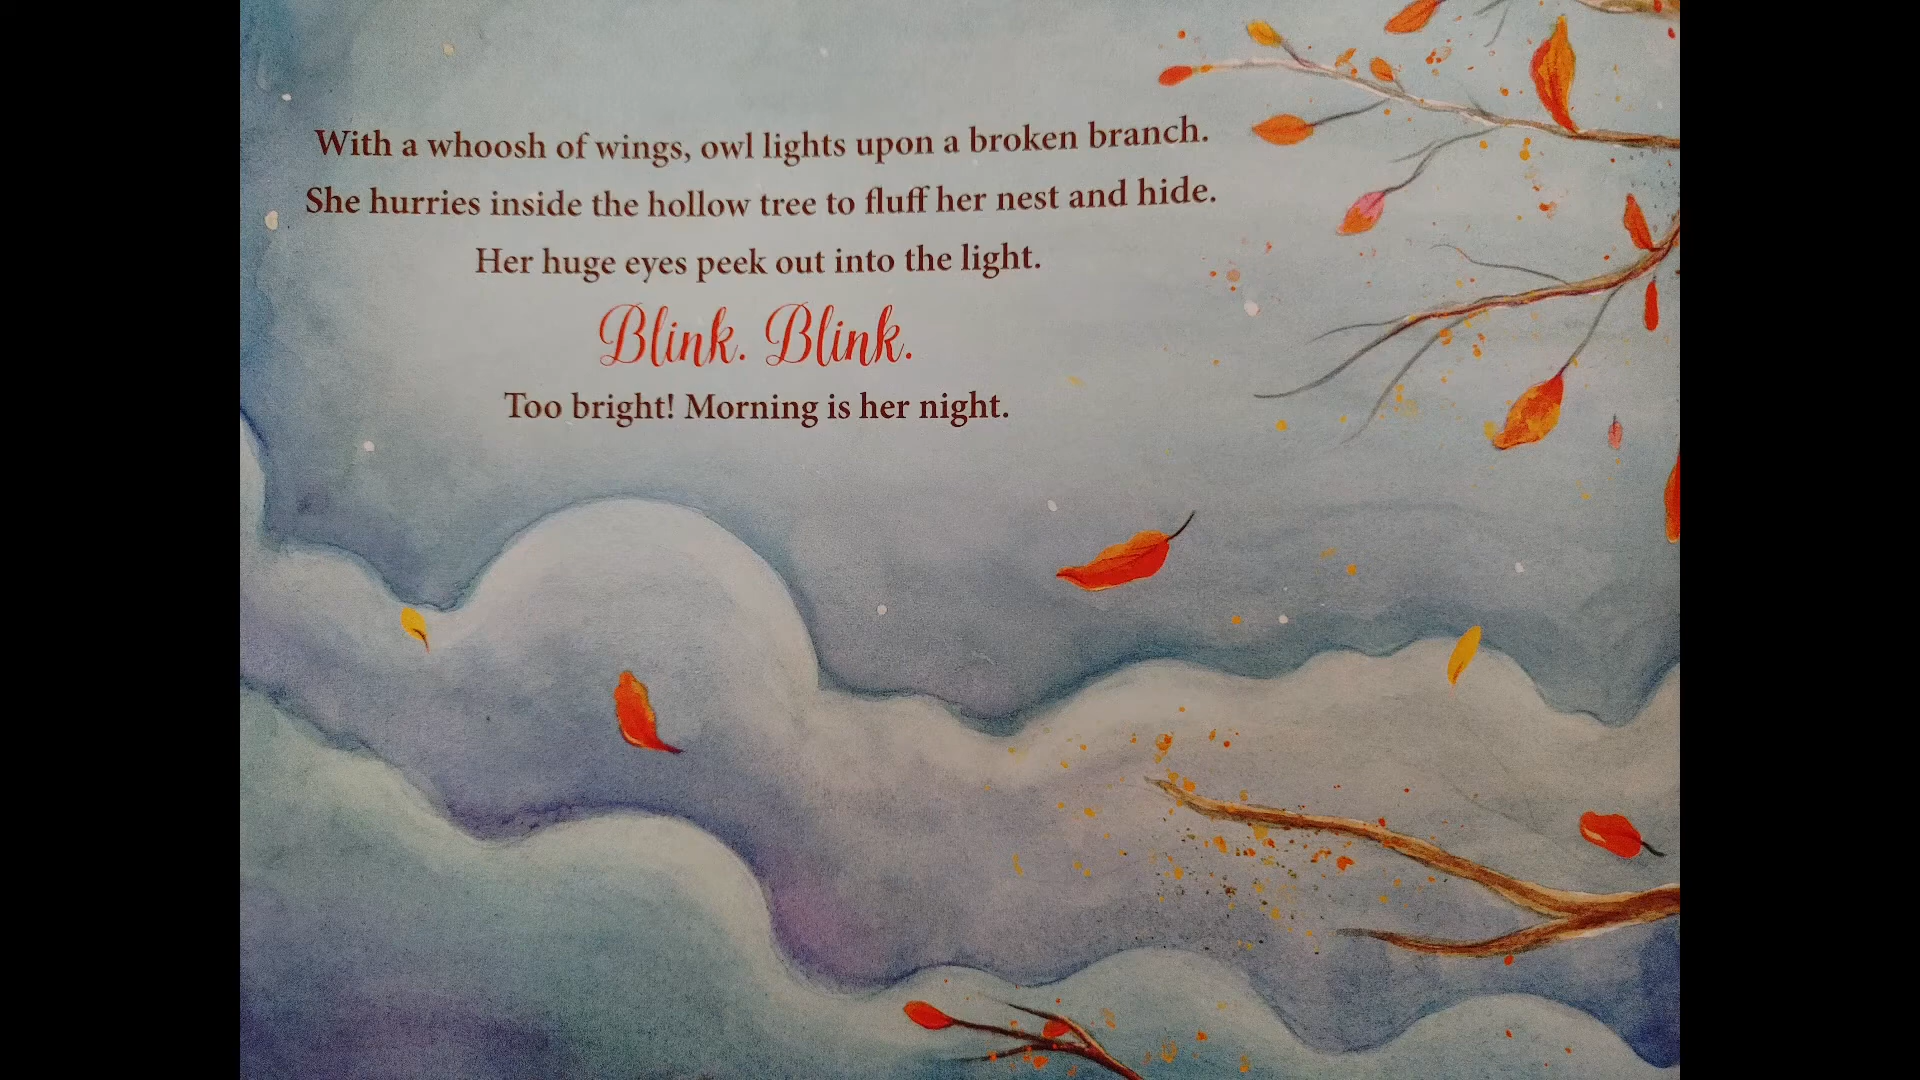 With a whoosh of wings, owl lights upon a broken branch.
She hurries inside the hollow tree to fluff her nest and hide.
Her huge eyes peek out into the light.
Blink. Blink.
Too bright! Morning is her night.